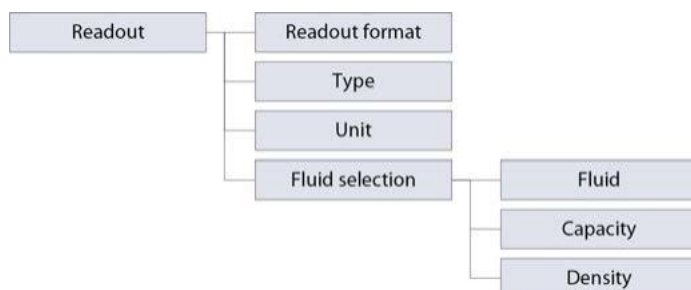 Readout
Readout format
Type
Unit
Fluid selection
Fluid
Capacity
Density